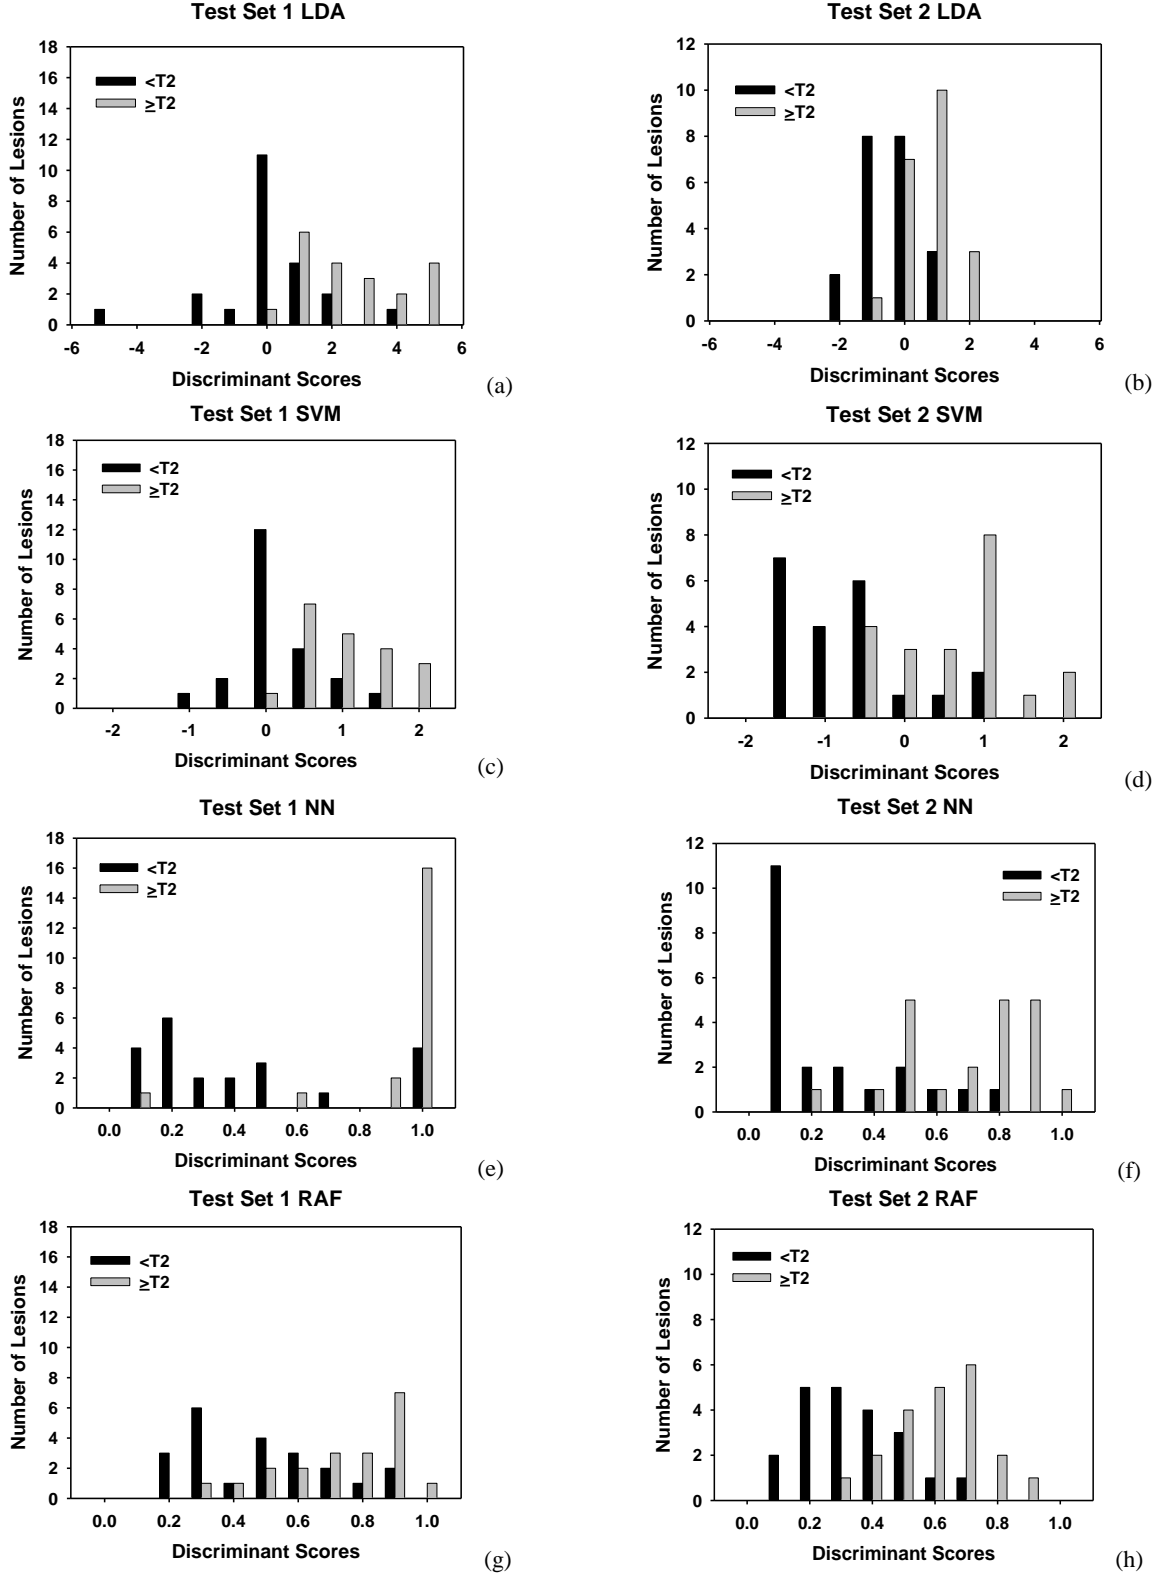 Test Set 1 LDA
18
16
14
12
10
8
6
4
2
0
Number of Lesions
<T2
≥T2
-6 -4 -2 0 2 4 6
Discriminant Scores
(a)
Test Set 2 LDA
12
10
8
6
4
2
0
Number of Lesions
<T2
≥T2
-6 -4 -2 0 2 4 6
Discriminant Scores
(b)
Test Set 1 SVM
18
16
14
12
10
8
6
4
2
0
Number of Lesions
<T2
≥T2
-2 -1 0 1 2
Discriminant Scores
(c)
Test Set 2 SVM
12
10
8
6
4
2
0
Number of Lesions
<T2
≥T2
-2 -1 0 1 2
Discriminant Scores
(d)
Test Set 1 NN
18
16
14
12
10
8
6
4
2
0
Number of Lesions
<T2
≥T2
0.0 0.2 0.4 0.6 0.8 1.0
Discriminant Scores
(e)
Test Set 2 NN
12
10
8
6
4
2
0
Number of Lesions
<T2
≥T2
0.0 0.2 0.4 0.6 0.8 1.0
Discriminant Scores
(f)
Test Set 1 RAF
18
16
14
12
10
8
6
4
2
0
Number of Lesions
<T2
≥T2
0.0 0.2 0.4 0.6 0.8 1.0
Discriminant Scores
(g)
Test Set 2 RAF
12
10
8
6
4
2
0
Number of Lesions
<T2
≥T2
0.0 0.2 0.4 0.6 0.8 1.0
Discriminant Scores
(h)